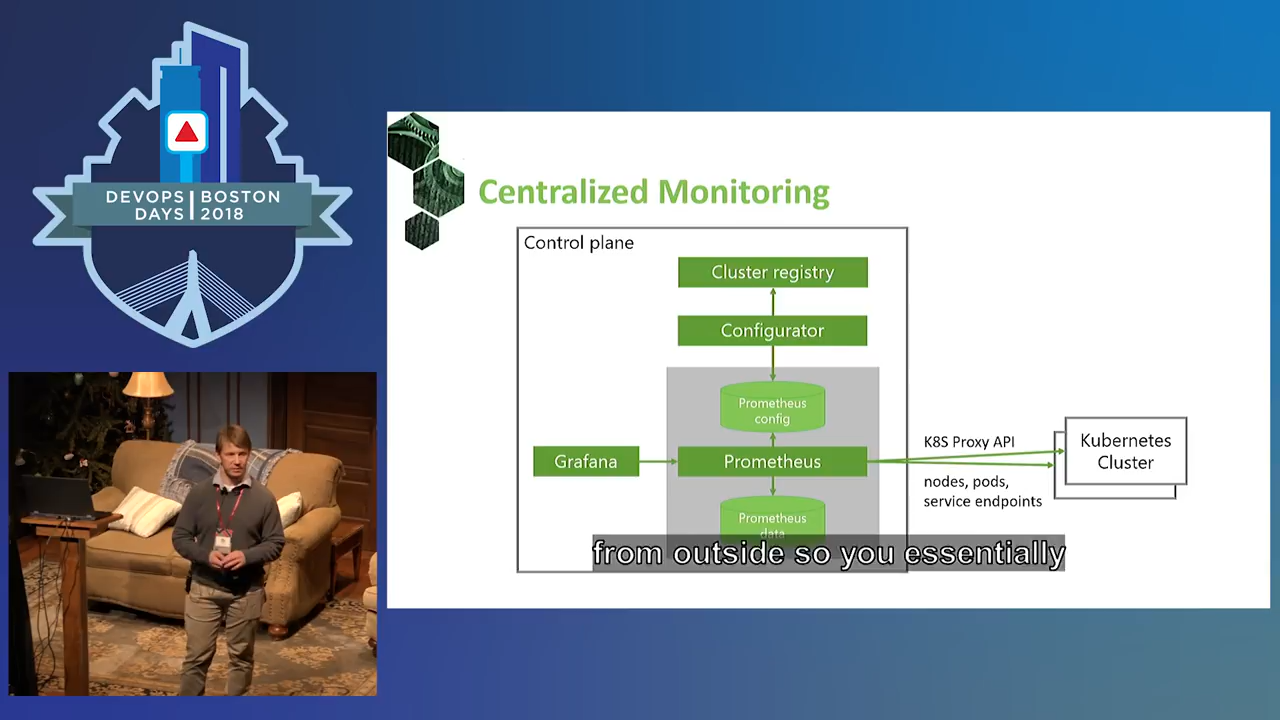 DEVOPS BOSTON
DAYS 2018
Centralized Monitoring
Control plane
Cluster registry
Configurator
Prometheus
config
Grafana
Prometheus
K8S Proxy API
nodes, pods,
service endpoints
Kubernetes
Cluster
Prometheus
data
from outside so you essentially